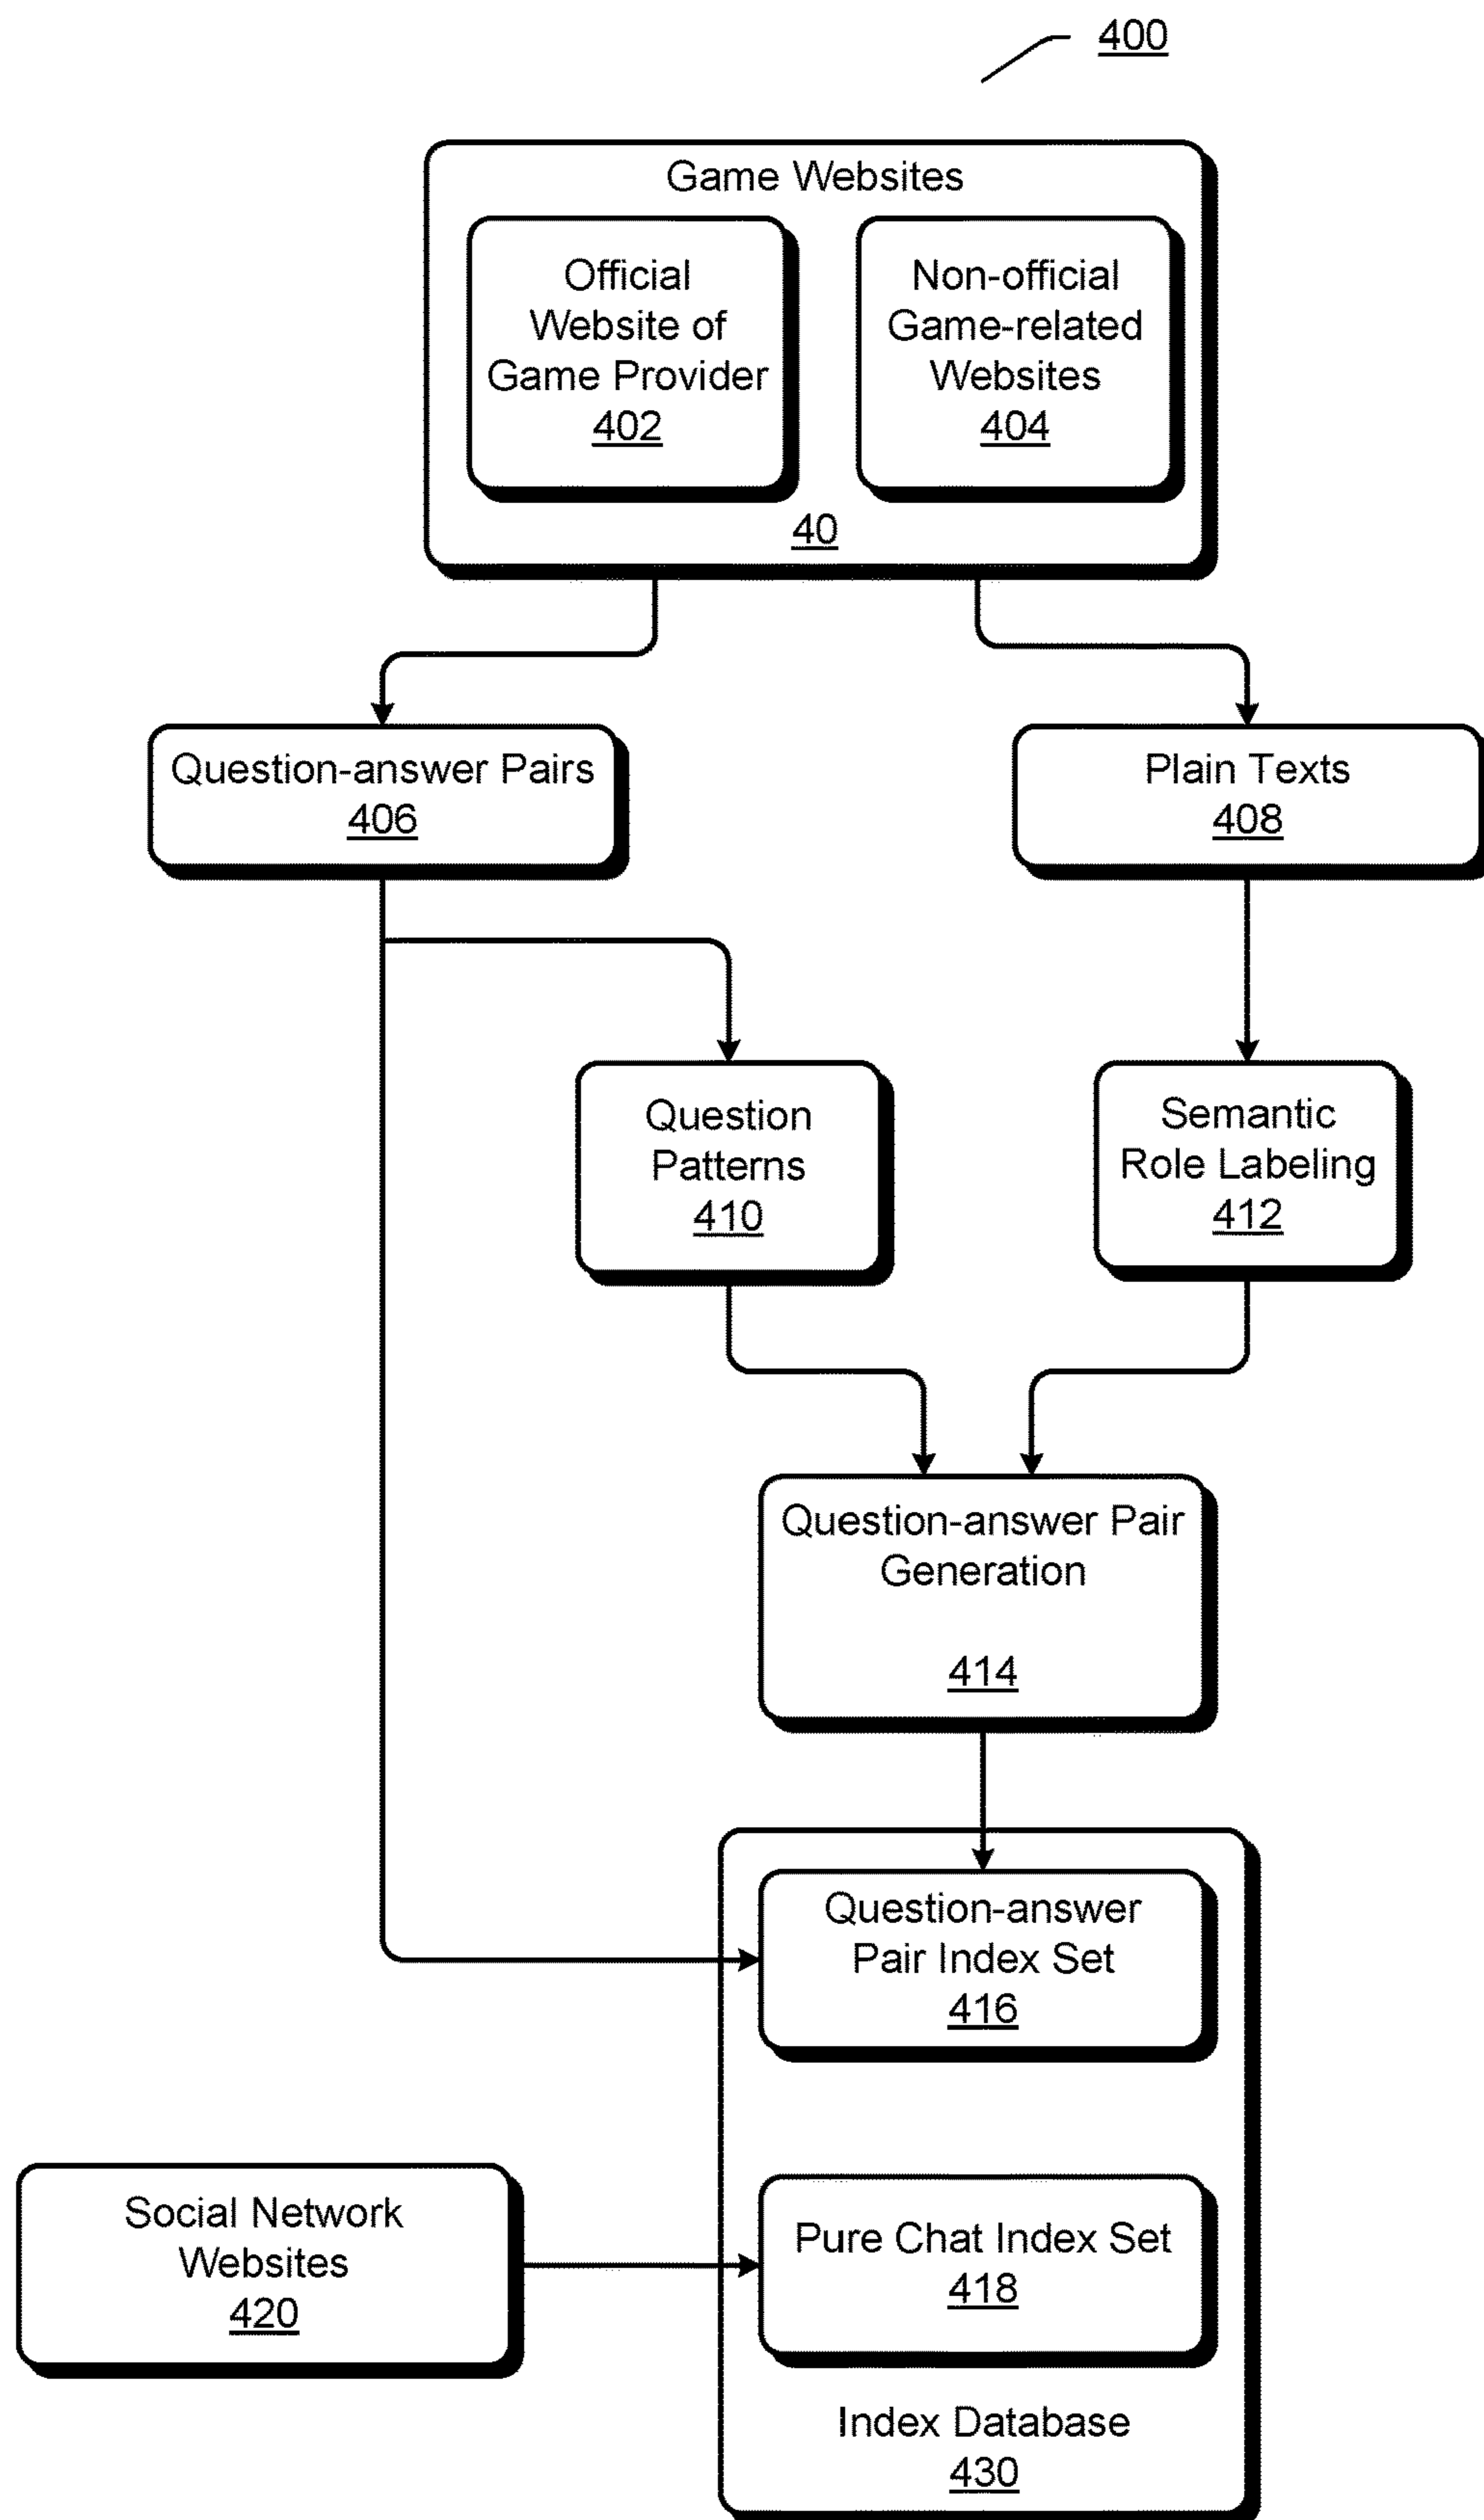 400
Game Websites
Official
Website of
Game Provider
402
Non-official
Game-related
Websites
404
40
Question-answer Pairs
406
Plain Texts
408
Question
Patterns
410
Semantic
Role Labeling
412
Question-answer Pair
Generation
414
Question-answer
Pair Index Set
416
Social Network
Websites
420
Pure Chat Index Set
418
Index Database
430